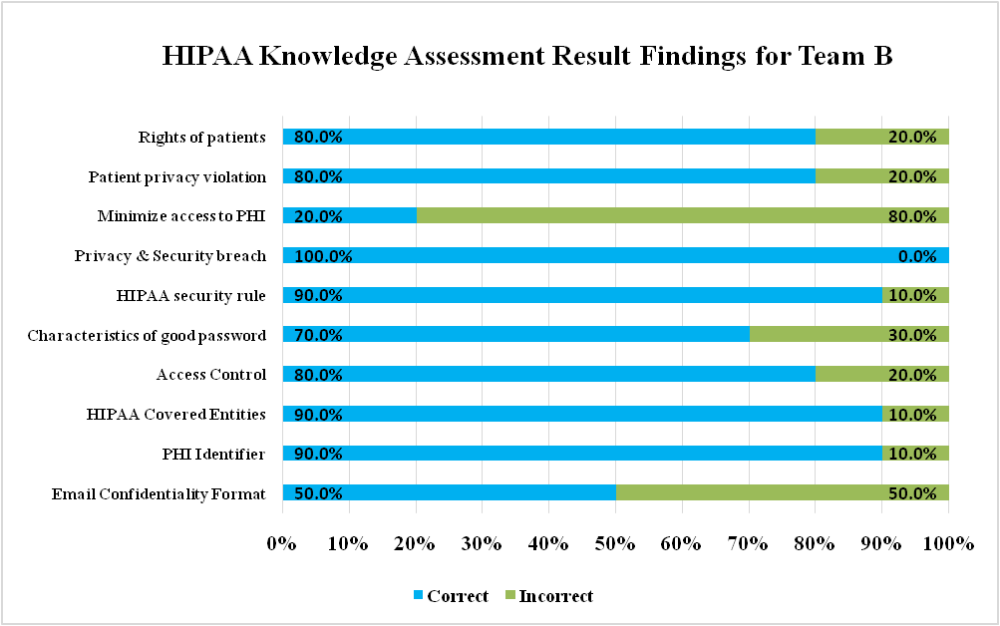 HIPAA Knowledge Assessment Result Findings for Team B
Rights of patients 80.0% 20.0%
Patient privacy violation 80.0% 20.0%
Minimize access to PHI 20.0% 80.0%
Privacy & Security breach 100.0% 0.0%
HIPAA security rule 90.0% 10.0%
Characteristics of good password 70.0% 30.0%
Access Control 80.0% 20.0%
HIPAA Covered Entities 90.0% 10.0%
PHI Identifier 90.0% 10.0%
Email Confidentiality Format 50.0% 50.0%
0% 10% 20% 30% 40% 50% 60% 70% 80% 90% 100%
Correct Incorrect